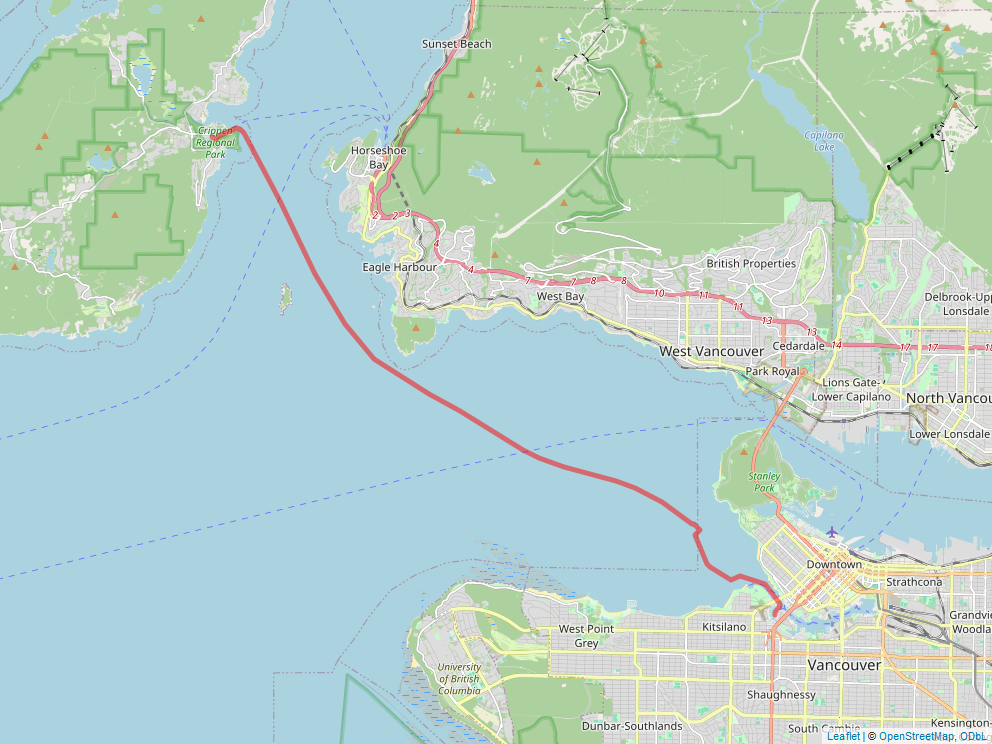 Sunset Beach
Crippen
Regional
Park
Horseshoe
Bay
Capilano
Lake
2
2
3
4
Eagle Harbour
4
7
7
8
8
British Properties
10
11
11
West Bay
13
13
Delbrook-Upp
Lonsdale
West Vancouver
Cedardale
14
17
17
18
Park Royal
Lions Gate-
Lower Capilano
North Vancou
Lower Lonsdale
Stanley
Park
Downtown
Strathcona
Grandvie
Woodla
Kitsilano
West Point
Grey
University
of British
Columbia
Vancouver
Shaughnessy
Dunbar-Southlands
South Cambie
Kensington-
Leaflet | © OpenStreetMap, ODbL